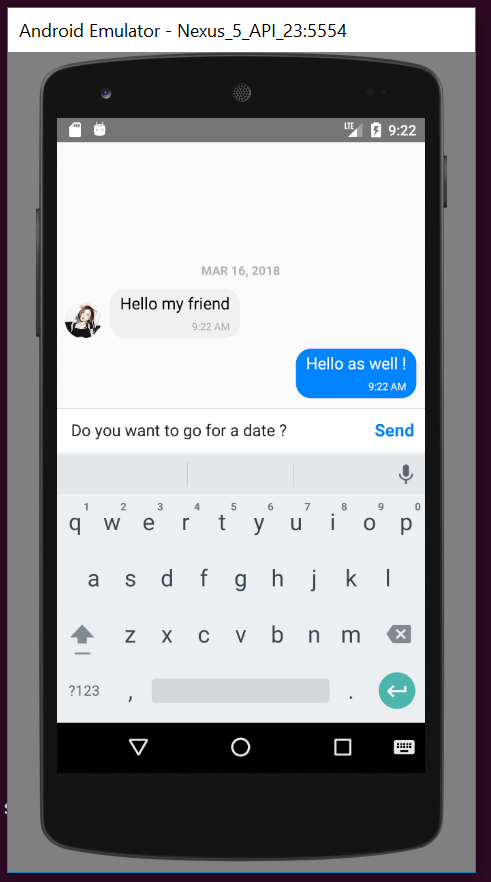 Android Emulator - Nexus_5_API_23:5554
LTE 9:22
MAR 16, 2018
Hello my friend
9:22 AM
Hello as well !
9:22 AM
Do you want to go for a date ? Send
1 2 3 4 5 6 7 8 9 0
q w e r t y u i o p
a s d f g h j k l
z x c v b n m
?123 , .